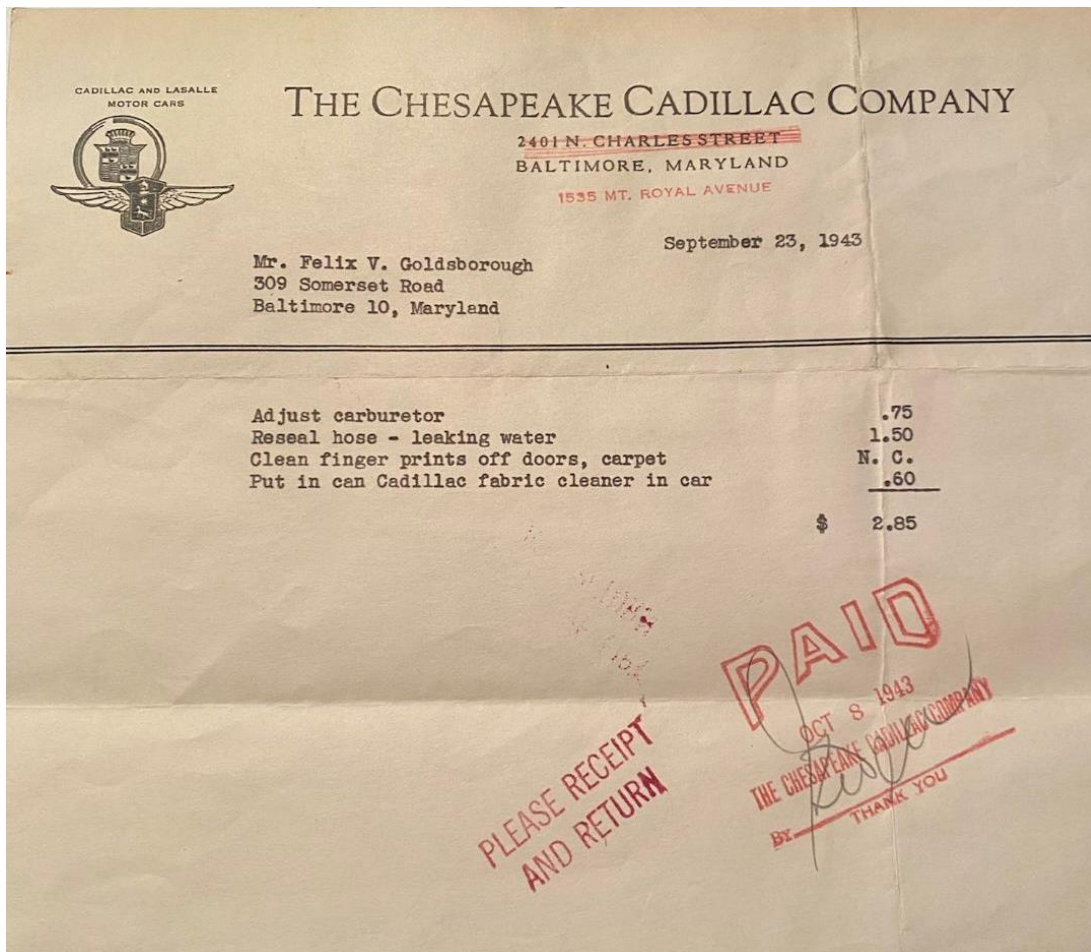 CADILLAC AND LASALLE
MOTOR CARS
THE CHESAPEAKE CADILLAC COMPANY
2401 N. CHARLES STREET
BALTIMORE, MARYLAND
1535 MT. ROYAL AVENUE
September 23, 1943
Mr. Felix V. Goldsborough
309 Somerset Road
Baltimore 10, Maryland
Adjust carburetor .75
Reseal hose - leaking water 1.50
Clean finger prints off doors, carpet N. C.
Put in can Cadillac fabric cleaner in car .60
$ 2.85
PAID
OCT 8 1943
THE CHESAPEAKE CADILLAC COMPANY
BY
THANK YOU
PLEASE RECEIPT
AND RETURN